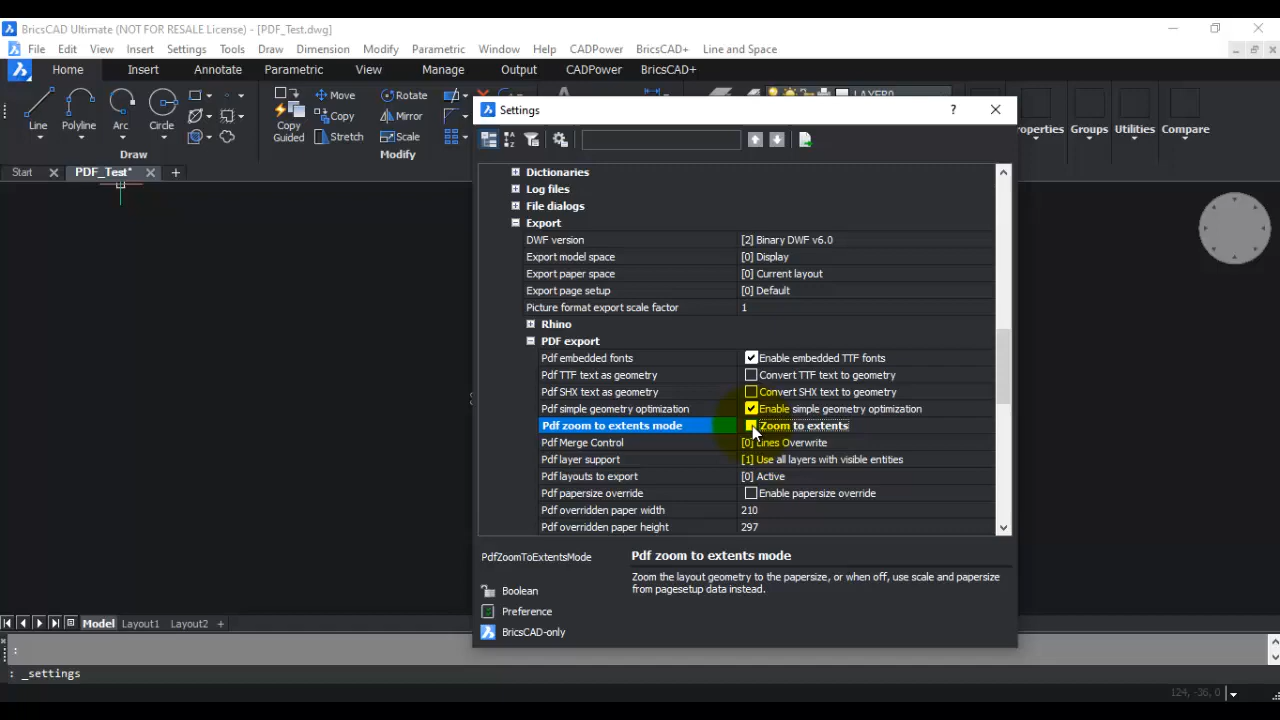 BricsCAD Ultimate (NOT FOR RESALE License) - [PDF_Test.dwg]
File Edit View Insert Settings Tools Draw Dimension Modify Parametric Window Help CADPower BricsCAD+ Line and Space
Home Insert Annotate Parametric View Manage Output CADPower BricsCAD+
Line Polyline Arc Circle
Draw
Copy Guided
Move
Copy
Stretch
Rotate
Mirror
Scale
Modify
LAYER0
Groups Utilities Compare
Start PDF_Test*
Settings
Dictionaries
Log files
File dialogs
Export
DWF version [2] Binary DWF v6.0
Export model space [0] Display
Export paper space [0] Current layout
Export page setup [0] Default
Picture format export scale factor 1
Rhino
PDF export
Pdf embedded fonts Enable embedded TTF fonts
Pdf TTF text as geometry Convert TTF text to geometry
Pdf SHX text as geometry Convert SHX text to geometry
Pdf simple geometry optimization Enable simple geometry optimization
Pdf zoom to extents mode Zoom to extents
Pdf Merge Control [0] Lines Overwrite
Pdf layer support [1] Use all layers with visible entities
Pdf layouts to export [0] Active
Pdf papersize override Enable papersize override
Pdf overridden paper width 210
Pdf overridden paper height 297
PdfZoomToExtentsMode
Boolean
Preference
BricsCAD-only
Pdf zoom to extents mode
Zoom the layout geometry to the papersize, or when off, use scale and papersize
from pagesetup data instead.
Model Layout1 Layout2 +
:
: _settings
124, -36, 0